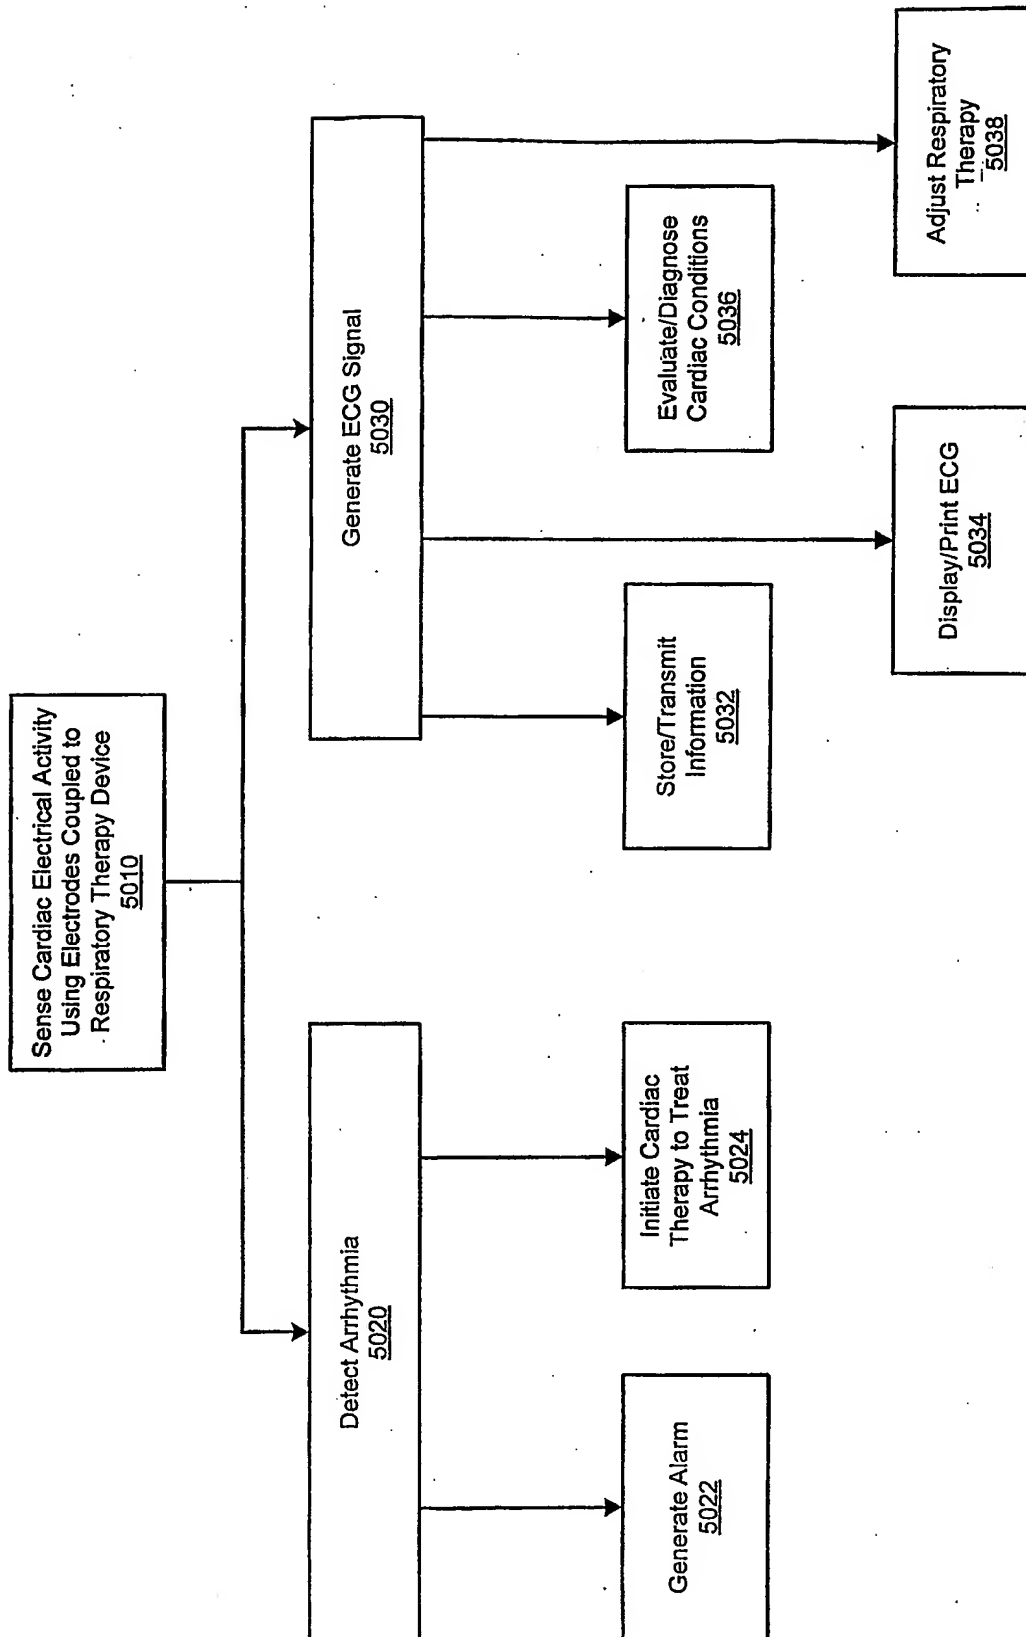 Sense Cardiac Electrical Activity
Using Electrodes Coupled to
Respiratory Therapy Device
5010
Detect Arrhythmia
5020
Generate ECG Signal
5030
Generate Alarm
5022
Initiate Cardiac
Therapy to Treat
Arrhythmia
5024
Store/Transmit
Information
5032
Evaluate/Diagnose
Cardiac Conditions
5036
Display/Print ECG
5034
Adjust Respiratory
Therapy
5038